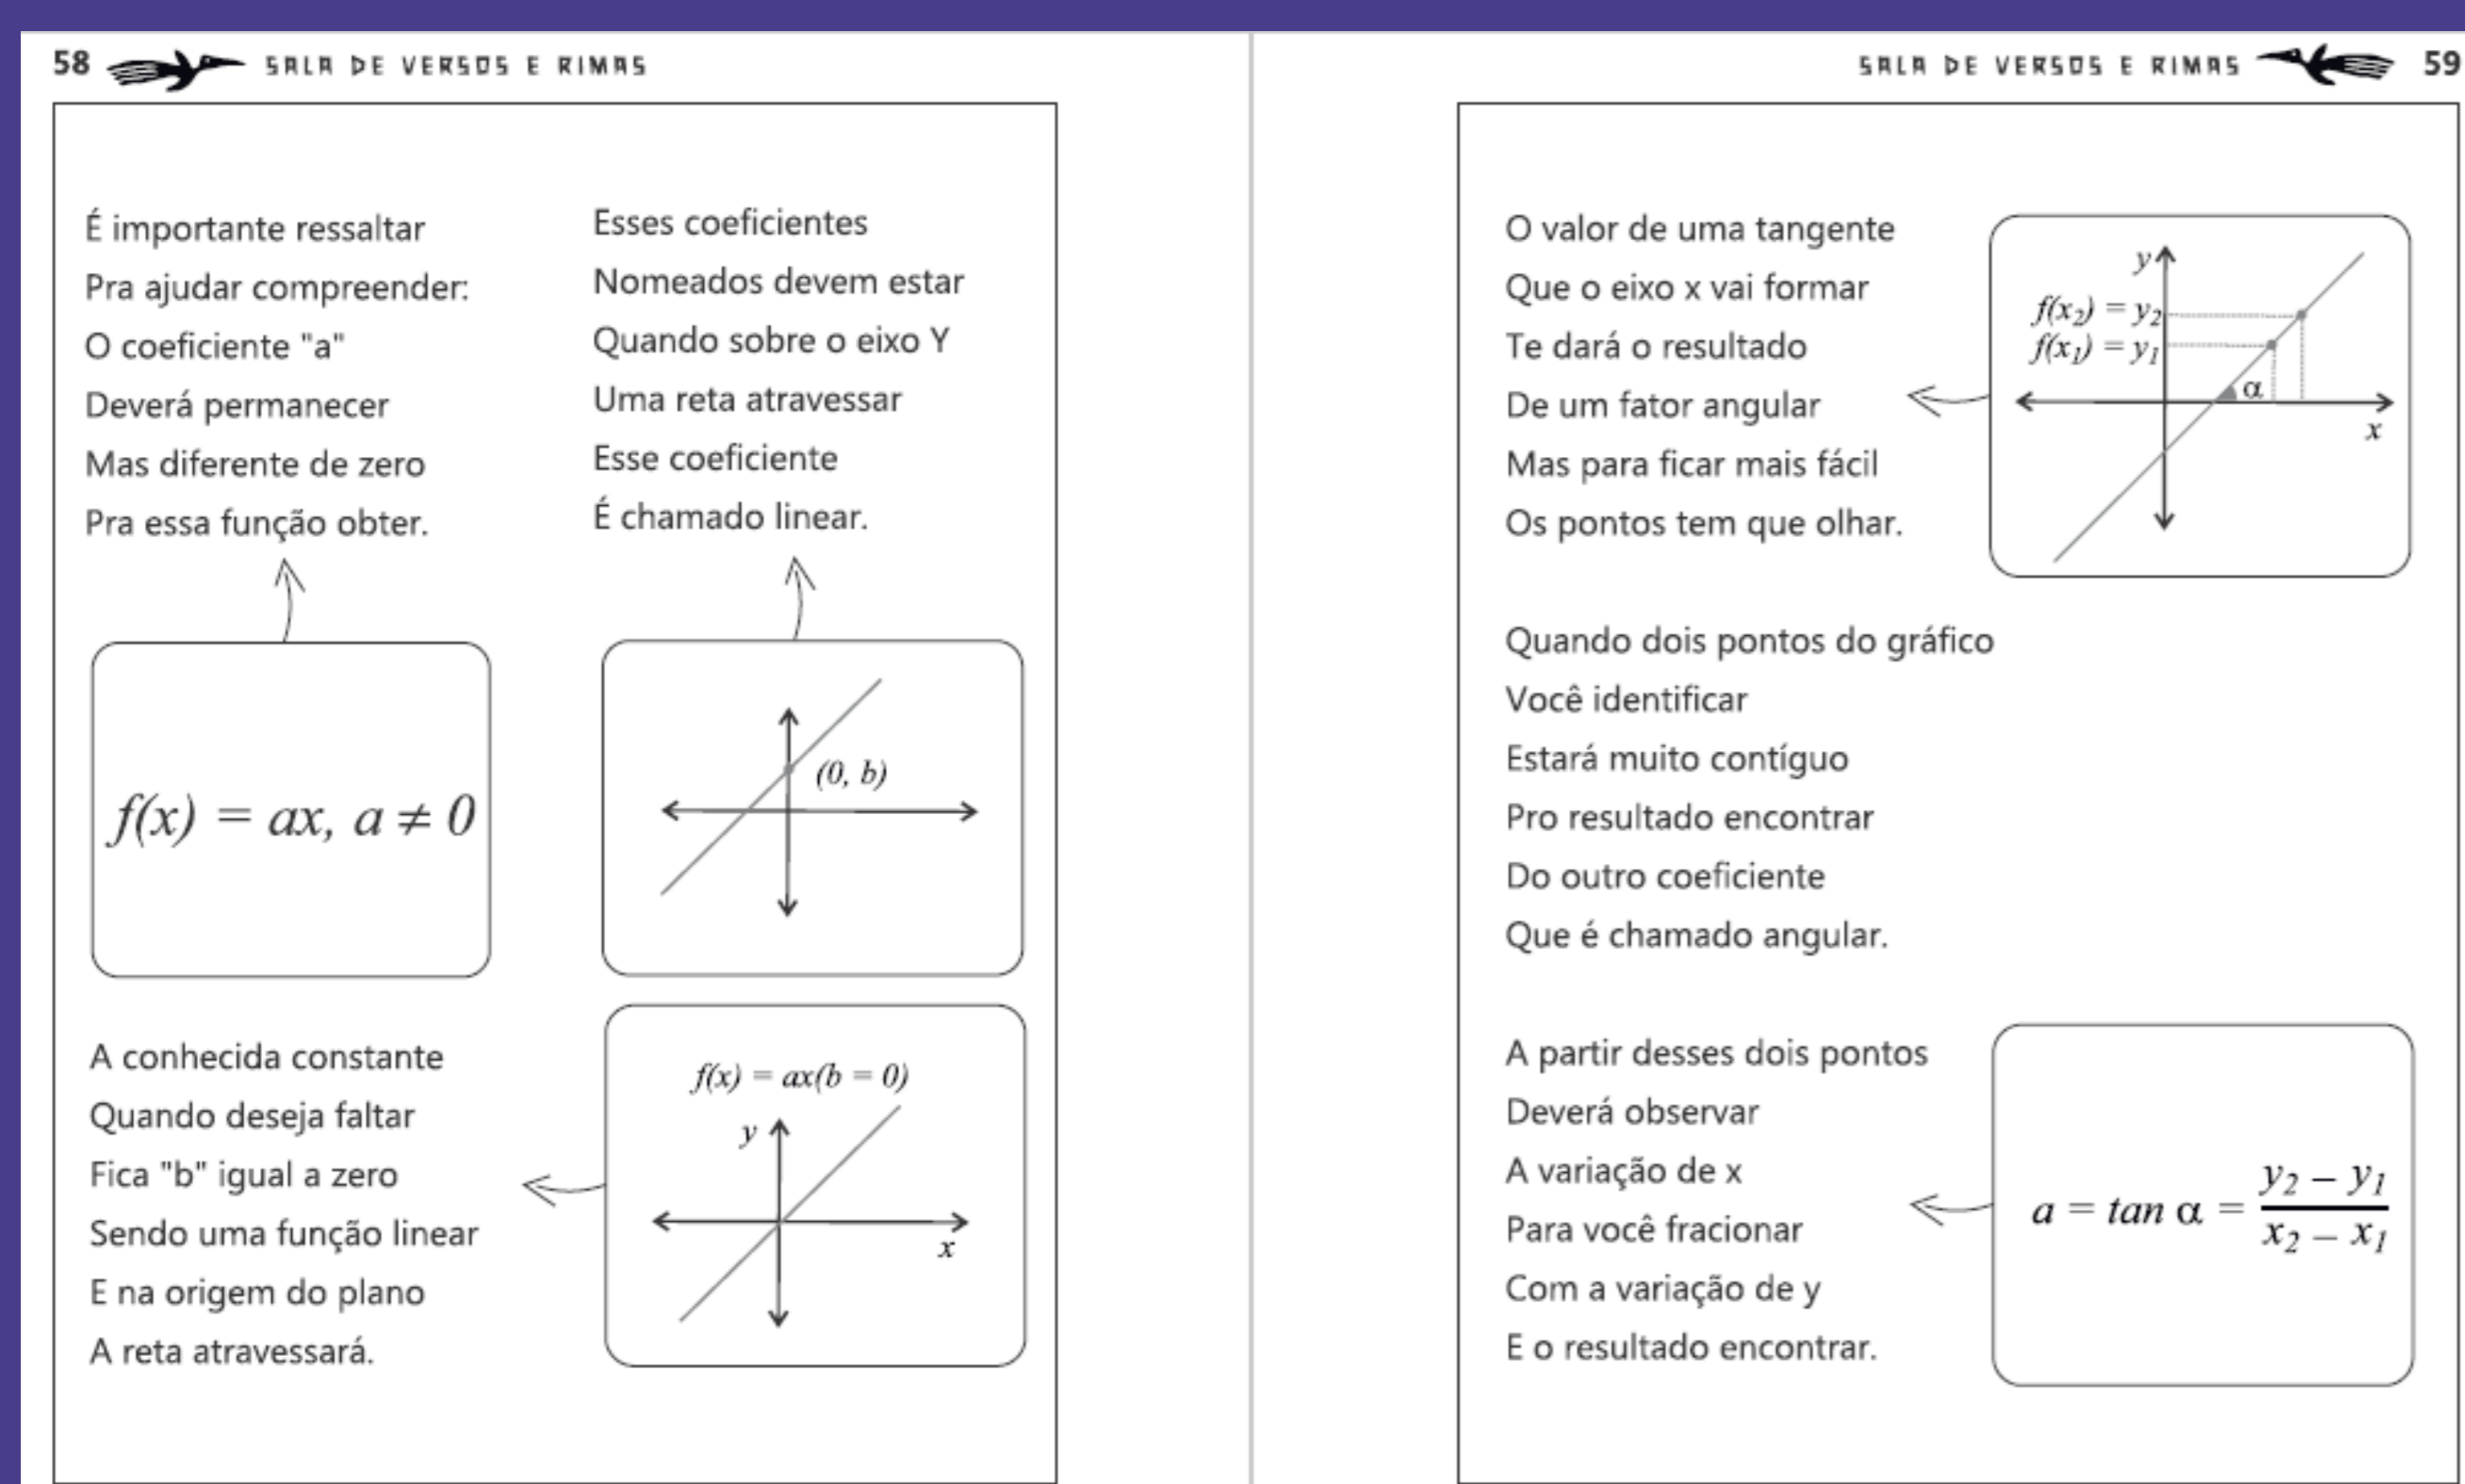 58 SALA DE VERSOS E RIMAS
É importante ressaltar
Pra ajudar compreender:
O coeficiente "a"
Deverá permanecer
Mas diferente de zero
Pra essa função obter.
f(x) = ax, a ≠ 0
Esses coeficientes
Nomeados devem estar
Quando sobre o eixo Y
Uma reta atravessar
Esse coeficiente
É chamado linear.
(0, b)
A conhecida constante
Quando deseja faltar
Fica "b" igual a zero
Sendo uma função linear
E na origem do plano
A reta atravessará.
f(x) = ax(b = 0)
y
x
SALA DE VERSOS E RIMAS 59
O valor de uma tangente
Que o eixo x vai formar
Te dará o resultado
De um fator angular
Mas para ficar mais fácil
Os pontos tem que olhar.
y
f(x₂) = y₂
f(x₁) = y₁
α
x
Quando dois pontos do gráfico
Você identificar
Estará muito contíguo
Pro resultado encontrar
Do outro coeficiente
Que é chamado angular.
A partir desses dois pontos
Deverá observar
A variação de x
Para você fracionar
Com a variação de y
E o resultado encontrar.
a = tan α = y₂ – y₁ / x₂ – x₁